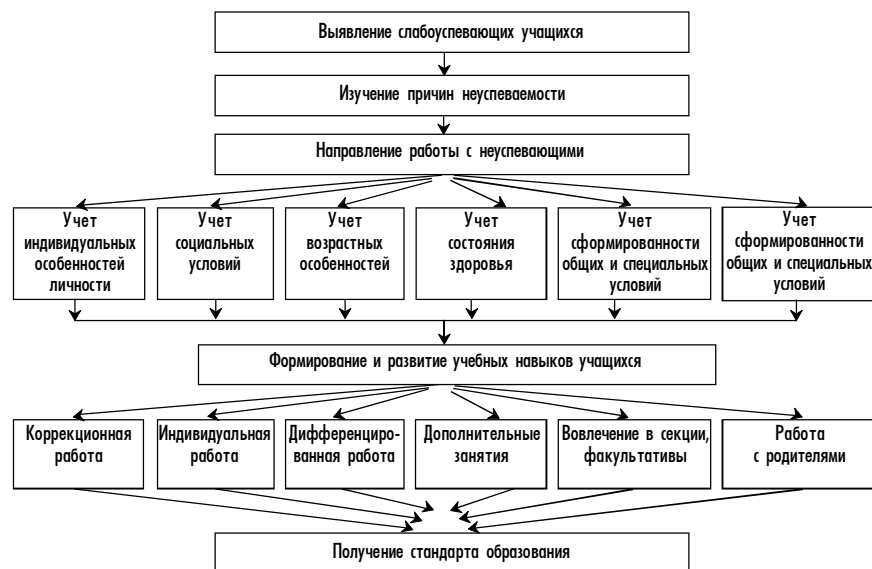 Выявление слабоуспевающих учащихся
Изучение причин неуспеваемости
Направление работы с неуспевающими
Учет
индивидуальных
особенностей
личности
Учет
социальных
условий
Учет
возрастных
особенностей
Учет
состояния
здоровья
Учет
сформированности
общих и специальных
условий
Учет
сформированности
общих и специальных
условий
Формирование и развитие учебных навыков учащихся
Коррекционная
работа
Индивидуальная
работа
Дифференциро-
ванная работа
Дополнительные
занятия
Вовлечение в секции,
факультативы
Работа
с родителями
Получение стандарта образования